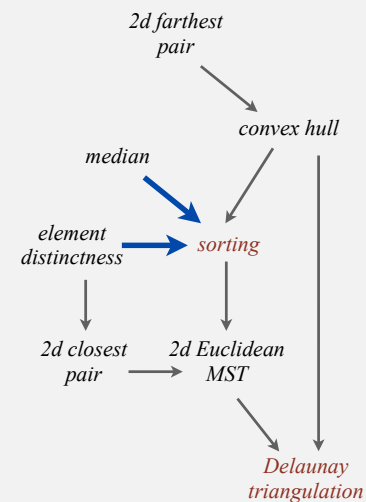 2d farthest
pair
convex hull
median
element
distinctness
sorting
2d closest
pair
2d Euclidean
MST
Delaunay
triangulation